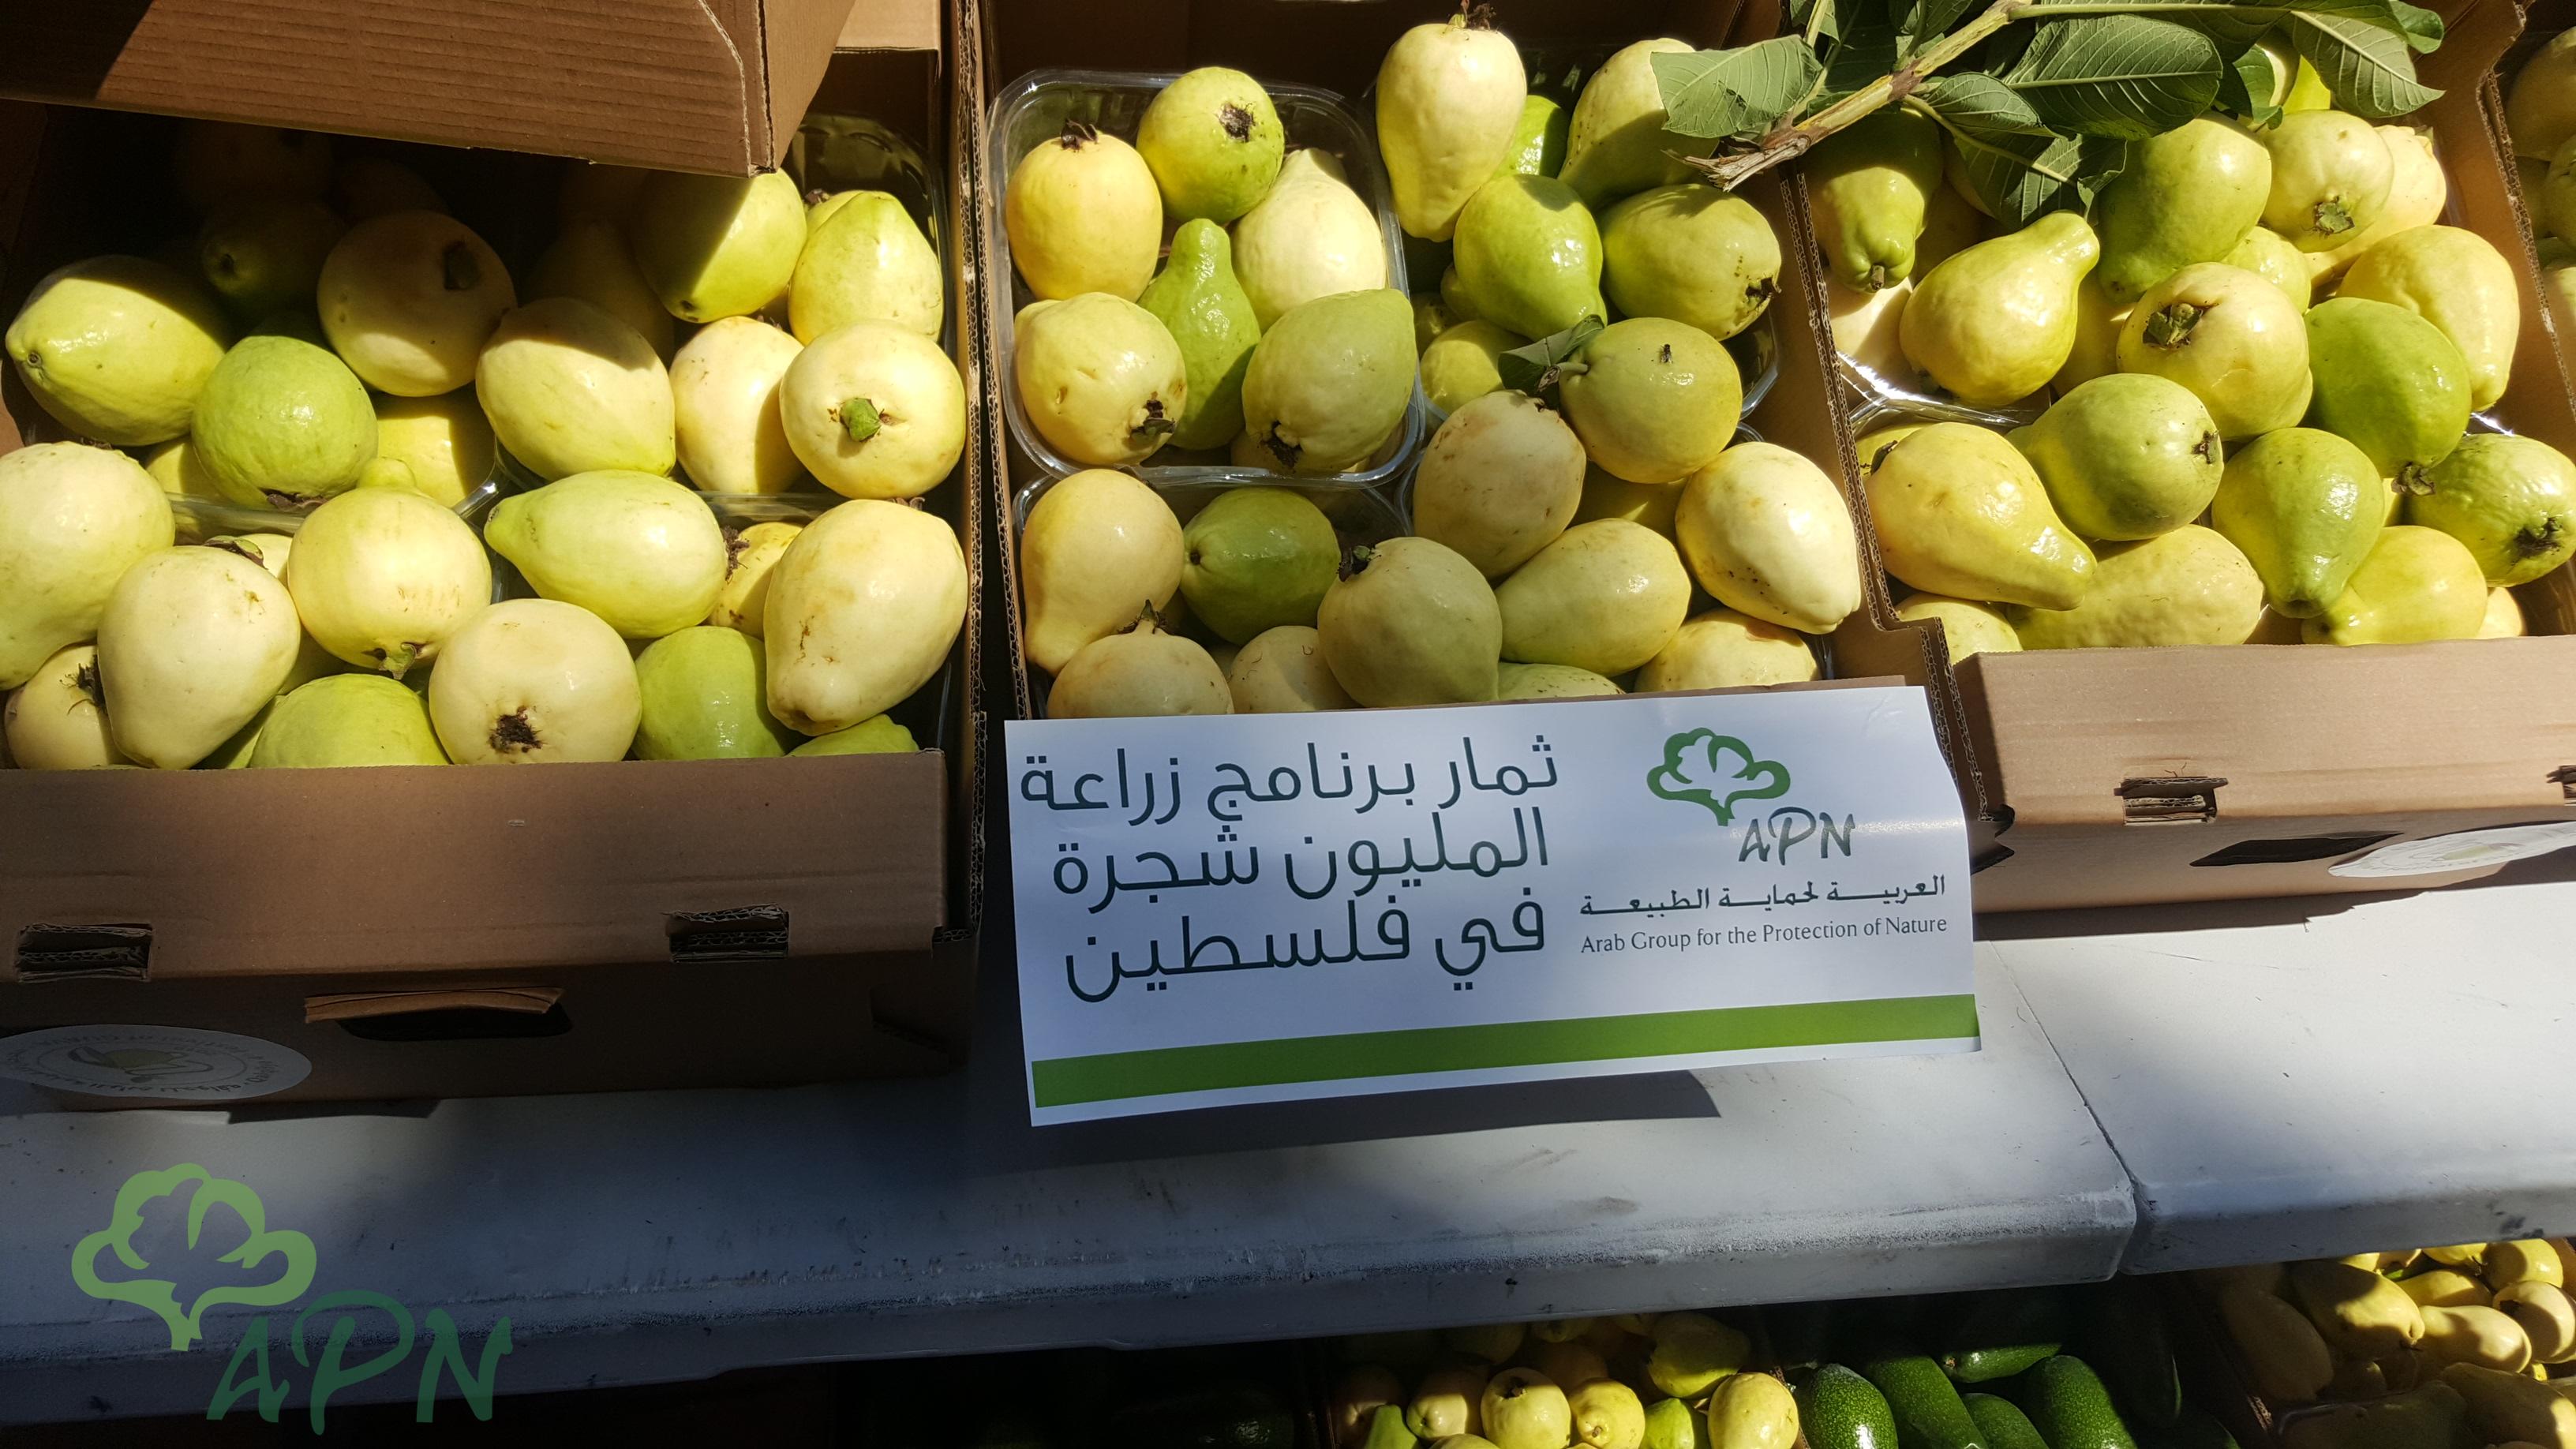 ثمار برنامج زراعة
المليون شجرة
في فلسطين
APN
العربية لحماية الطبيعة
Arab Group for the Protection of Nature
APN